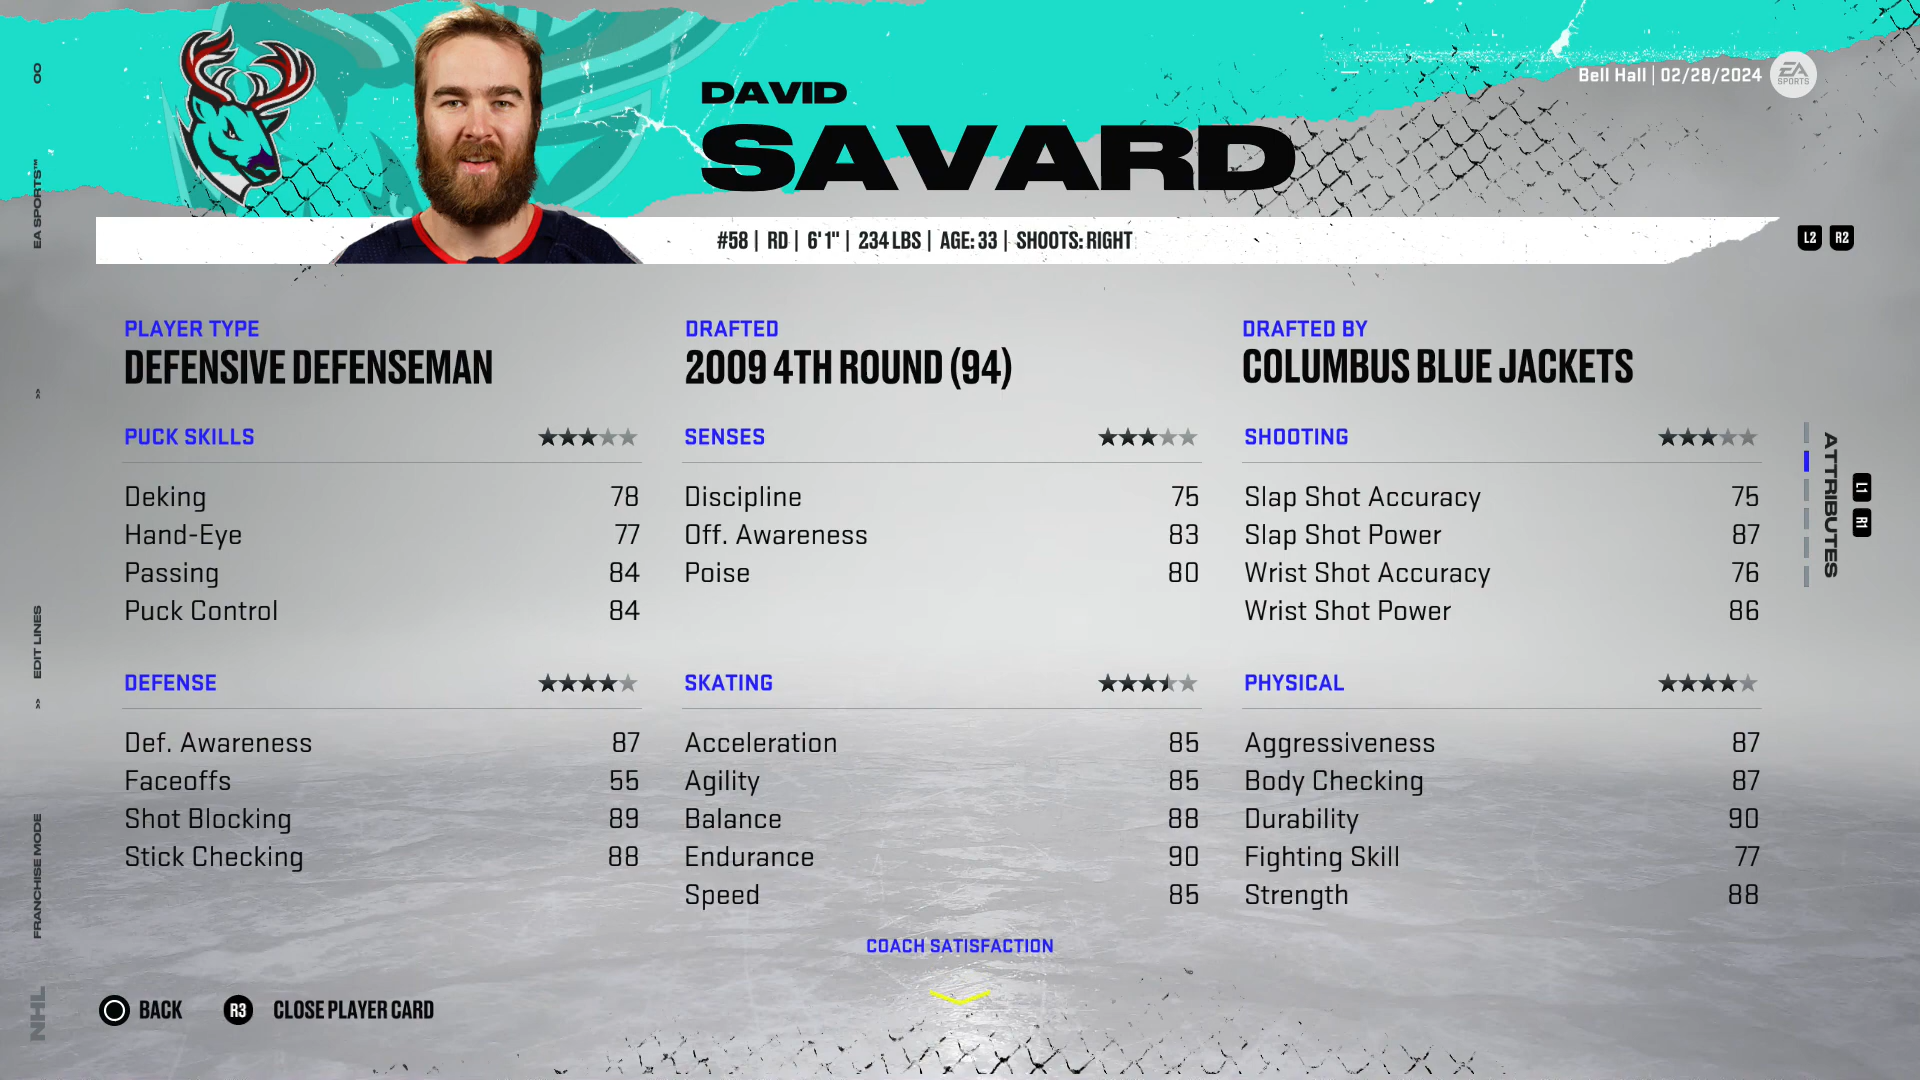 DAVID
SAVARD
Bell Hall | 02/28/2024
EA SPORTS
#58 | RD | 6' 1" | 234 LBS | AGE: 33 | SHOOTS: RIGHT
L2 R2
PLAYER TYPE
DEFENSIVE DEFENSEMAN
DRAFTED
2009 4TH ROUND (94)
DRAFTED BY
COLUMBUS BLUE JACKETS
PUCK SKILLS
Deking 78
Hand-Eye 77
Passing 84
Puck Control 84
SENSES
Discipline 75
Off. Awareness 83
Poise 80
SHOOTING
Slap Shot Accuracy 75
Slap Shot Power 87
Wrist Shot Accuracy 76
Wrist Shot Power 86
DEFENSE
Def. Awareness 87
Faceoffs 55
Shot Blocking 89
Stick Checking 88
SKATING
Acceleration 85
Agility 85
Balance 88
Endurance 90
Speed 85
PHYSICAL
Aggressiveness 87
Body Checking 87
Durability 90
Fighting Skill 77
Strength 88
ATTRIBUTES
L1 R1
COACH SATISFACTION
BACK
R3 CLOSE PLAYER CARD
NHL
FRANCHISE MODE
>>
EDIT LINES
>>
EA SPORTS™
OO